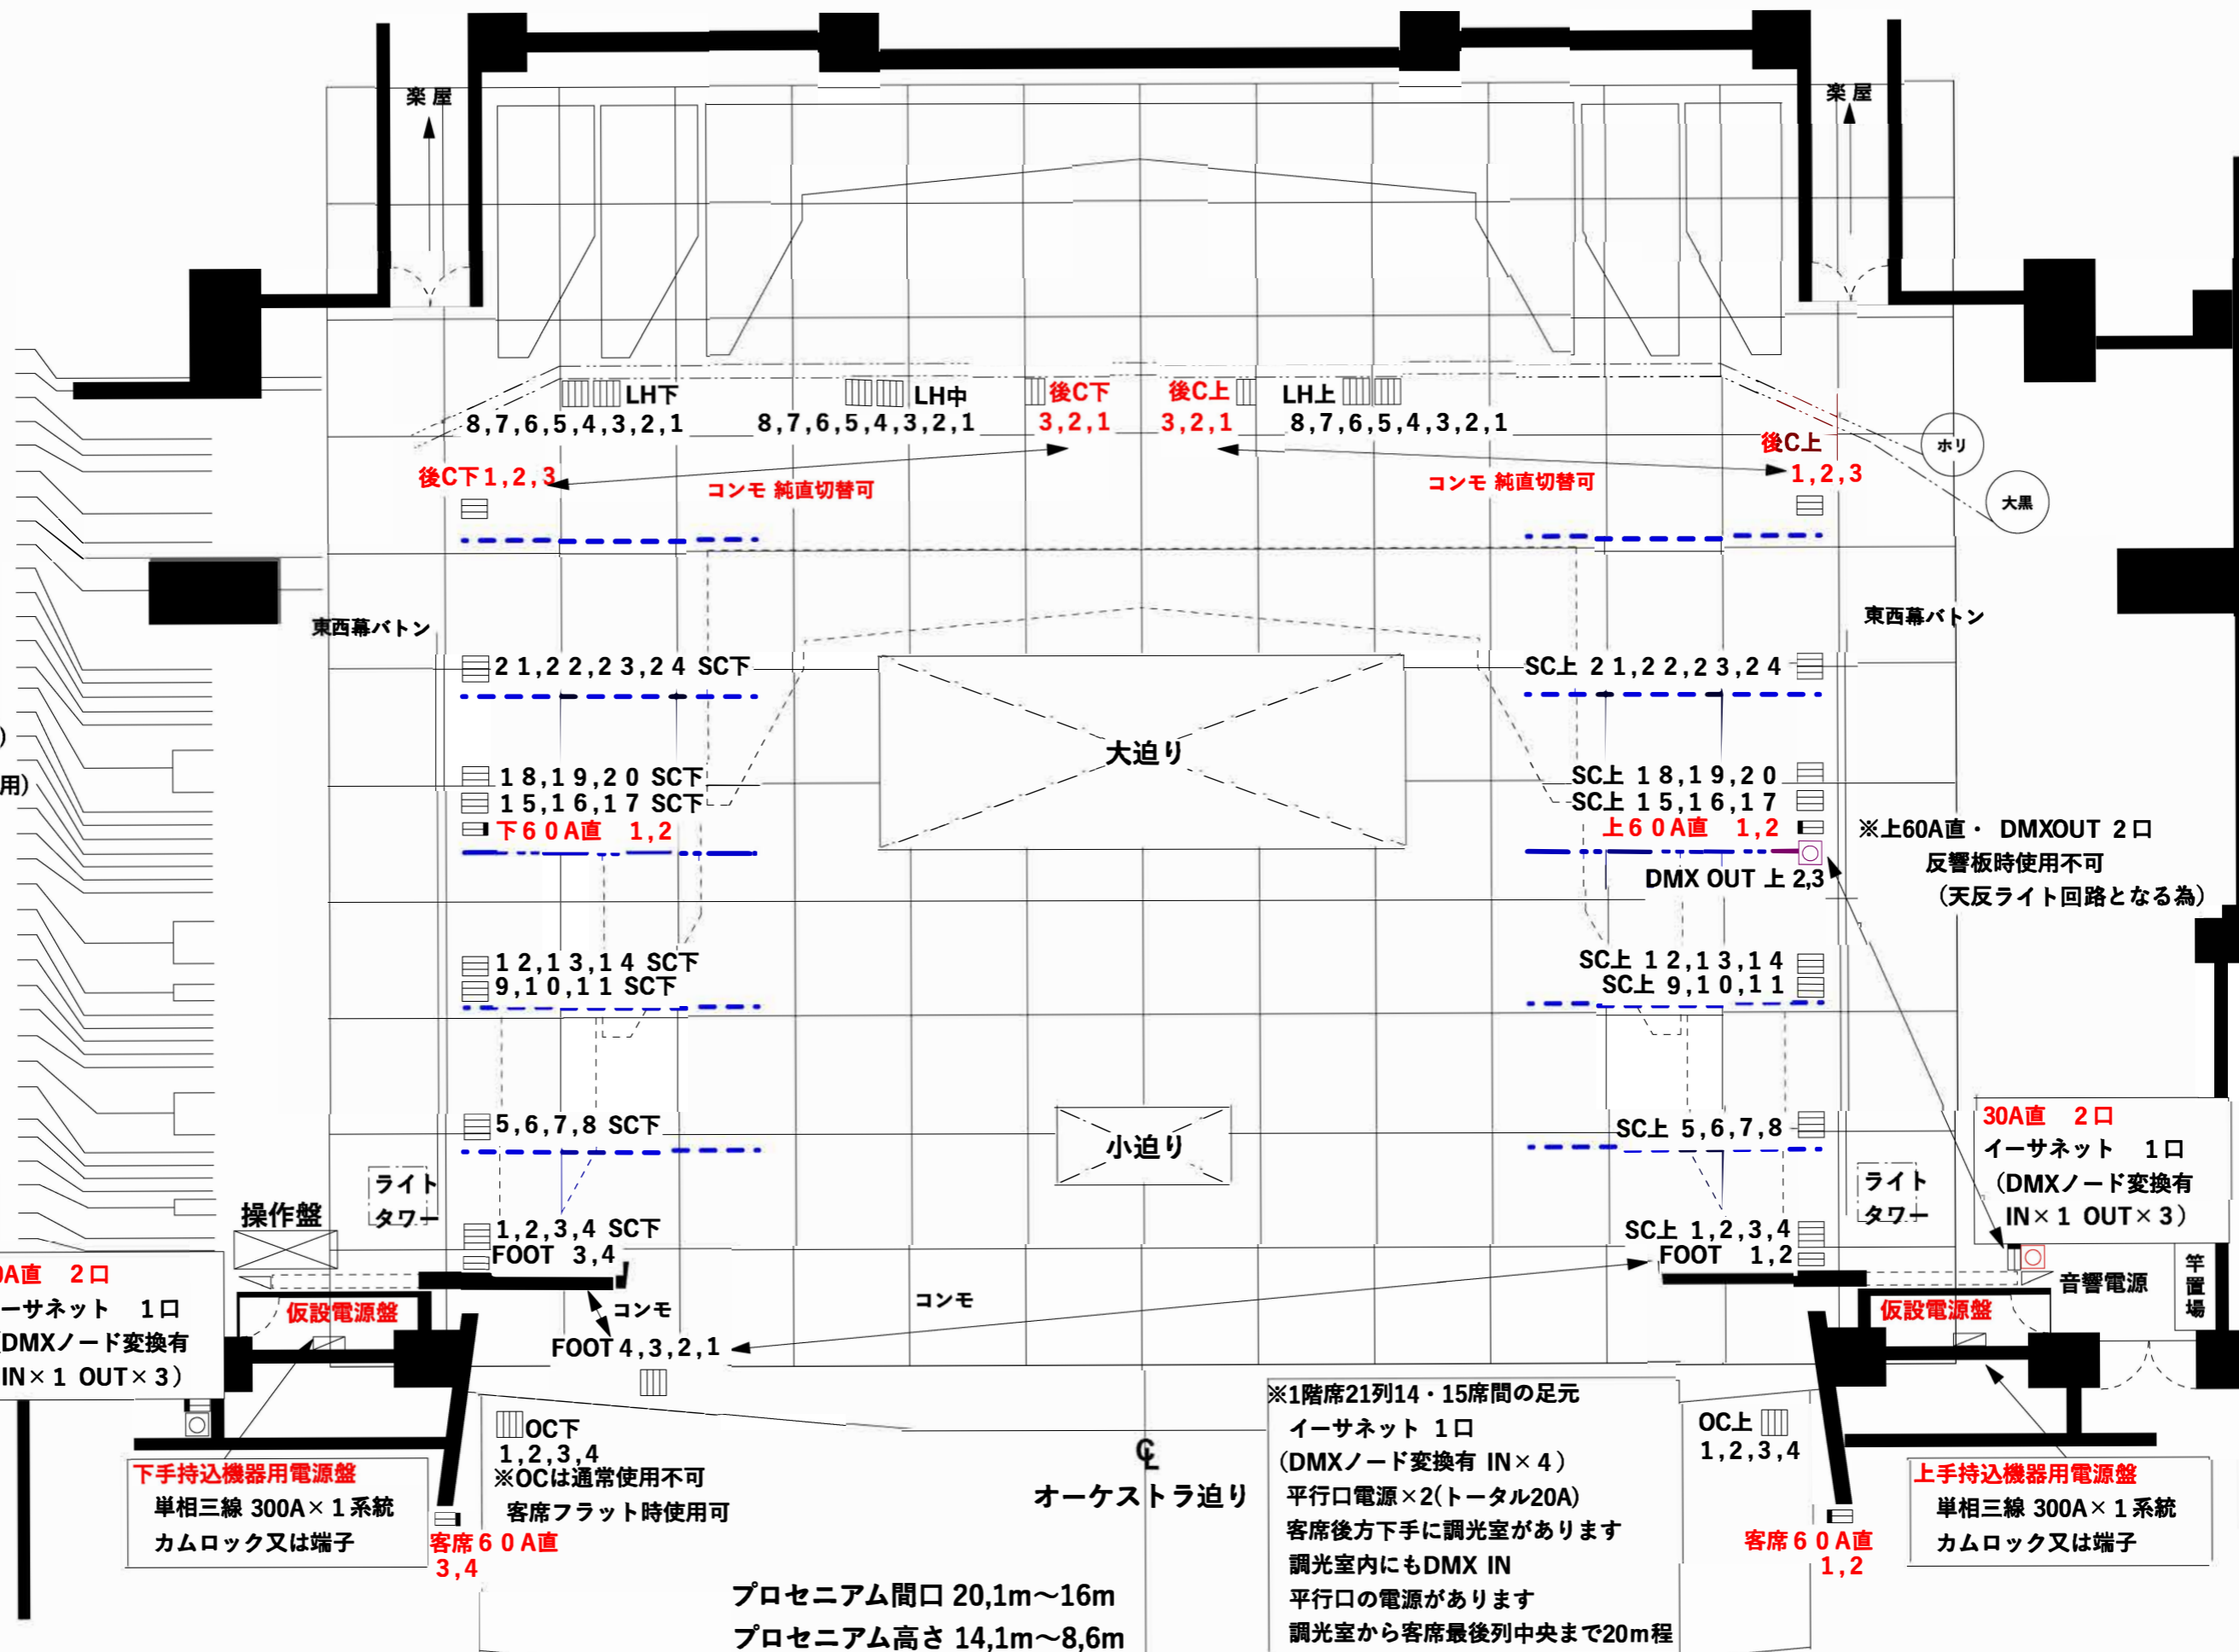 楽屋
楽屋
LH下
8,7,6,5,4,3,2,1
LH中
8,7,6,5,4,3,2,1
後C下
3,2,1
後C上
3,2,1
LH上
8,7,6,5,4,3,2,1
後C上
1,2,3
ホリ
大黒
後C下1,2,3
コンモ 純直切替可
コンモ 純直切替可
東西幕バトン
東西幕バトン
21,22,23,24 SC下
SC上 21,22,23,24
)
用)
大迫り
18,19,20 SC下
15,16,17 SC下
下60A直 1,2
SC上 18,19,20
SC上 15,16,17
上60A直 1,2
DMX OUT 上 2,3
※上60A直・ DMXOUT 2口
反響板時使用不可
(天反ライト回路となる為)
12,13,14 SC下
9,10,11 SC下
SC上 12,13,14
SC上 9,10,11
5,6,7,8 SC下
小迫り
SC上 5,6,7,8
30A直 2口
イーサネット 1口
(DMXノード変換有
IN×1 OUT×3)
ライト
タワー
ライト
タワー
操作盤
1,2,3,4 SC下
FOOT 3,4
SC上 1,2,3,4
FOOT 1,2
0A直 2口
ーサネット 1口
DMXノード変換有
IN×1 OUT×3)
仮設電源盤
コンモ
コンモ
FOOT4,3,2,1
仮設電源盤
音響電源
竿置場
OC下
1,2,3,4
※OCは通常使用不可
客席フラット時使用可
下手持込機器用電源盤
単相三線 300A×1系統
カムロック又は端子
客席60A直
3,4
CL
オーケストラ迫り
プロセニアム間口 20,1m~16m
プロセニアム高さ 14,1m~8,6m
※1階席21列14・15席間の足元
イーサネット 1口
(DMXノード変換有 IN×4)
平行口電源×2(トータル20A)
客席後方下手に調光室があります
調光室内にもDMX IN
平行口の電源があります
調光室から客席最後列中央まで20m程
OC上
1,2,3,4
客席60A直
1,2
上手持込機器用電源盤
単相三線 300A×1系統
カムロック又は端子